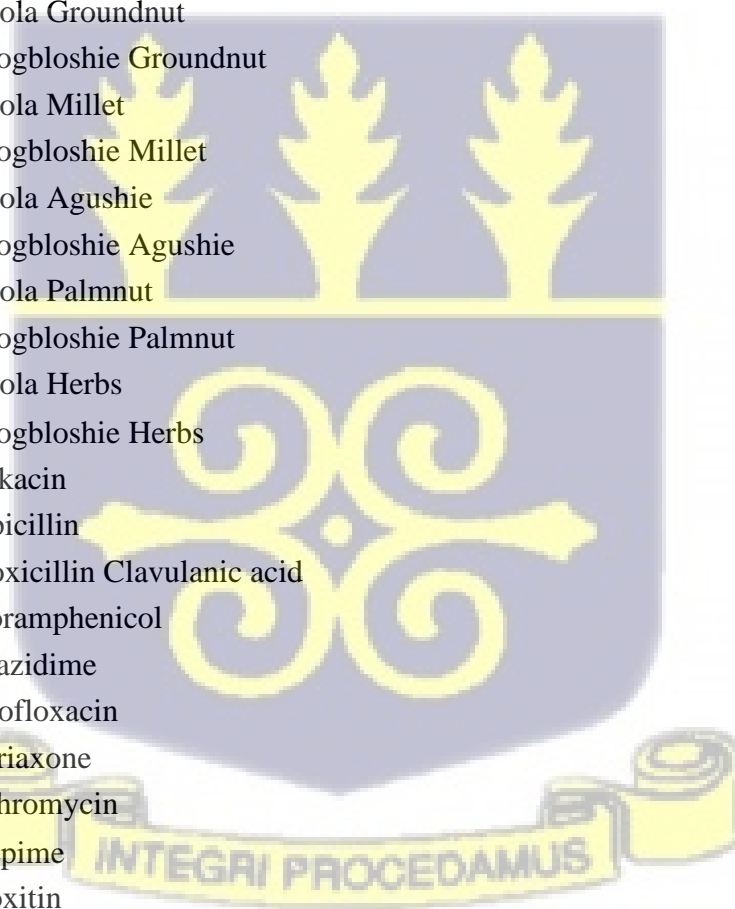 ola Groundnut
ogbloshie Groundnut
ola Millet
ogbloshie Millet
ola Agushie
ogbloshie Agushie
ola Palmnut
ogbloshie Palmnut
ola Herbs
ogbloshie Herbs
kacin
picillin
oxicillin Clavulanic acid
oramphenicol
azidime
ofloxacin
riaxone
hromycin
pime
oxitin
INTEGRI PROCEDAMUS